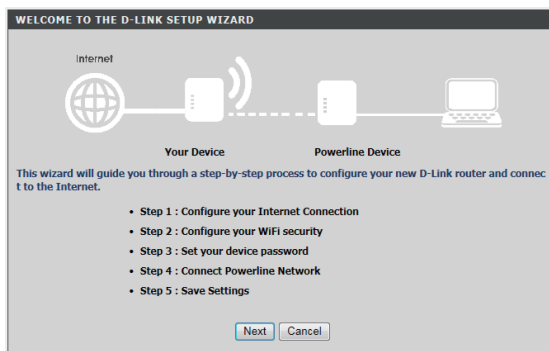 WELCOME TO THE D-LINK SETUP WIZARD
Internet
Your Device
Powerline Device
This wizard will guide you through a step-by-step process to configure your new D-Link router and connec
t to the Internet.
• Step 1 : Configure your Internet Connection
• Step 2 : Configure your WiFi security
• Step 3 : Set your device password
• Step 4 : Connect Powerline Network
• Step 5 : Save Settings
Next
Cancel